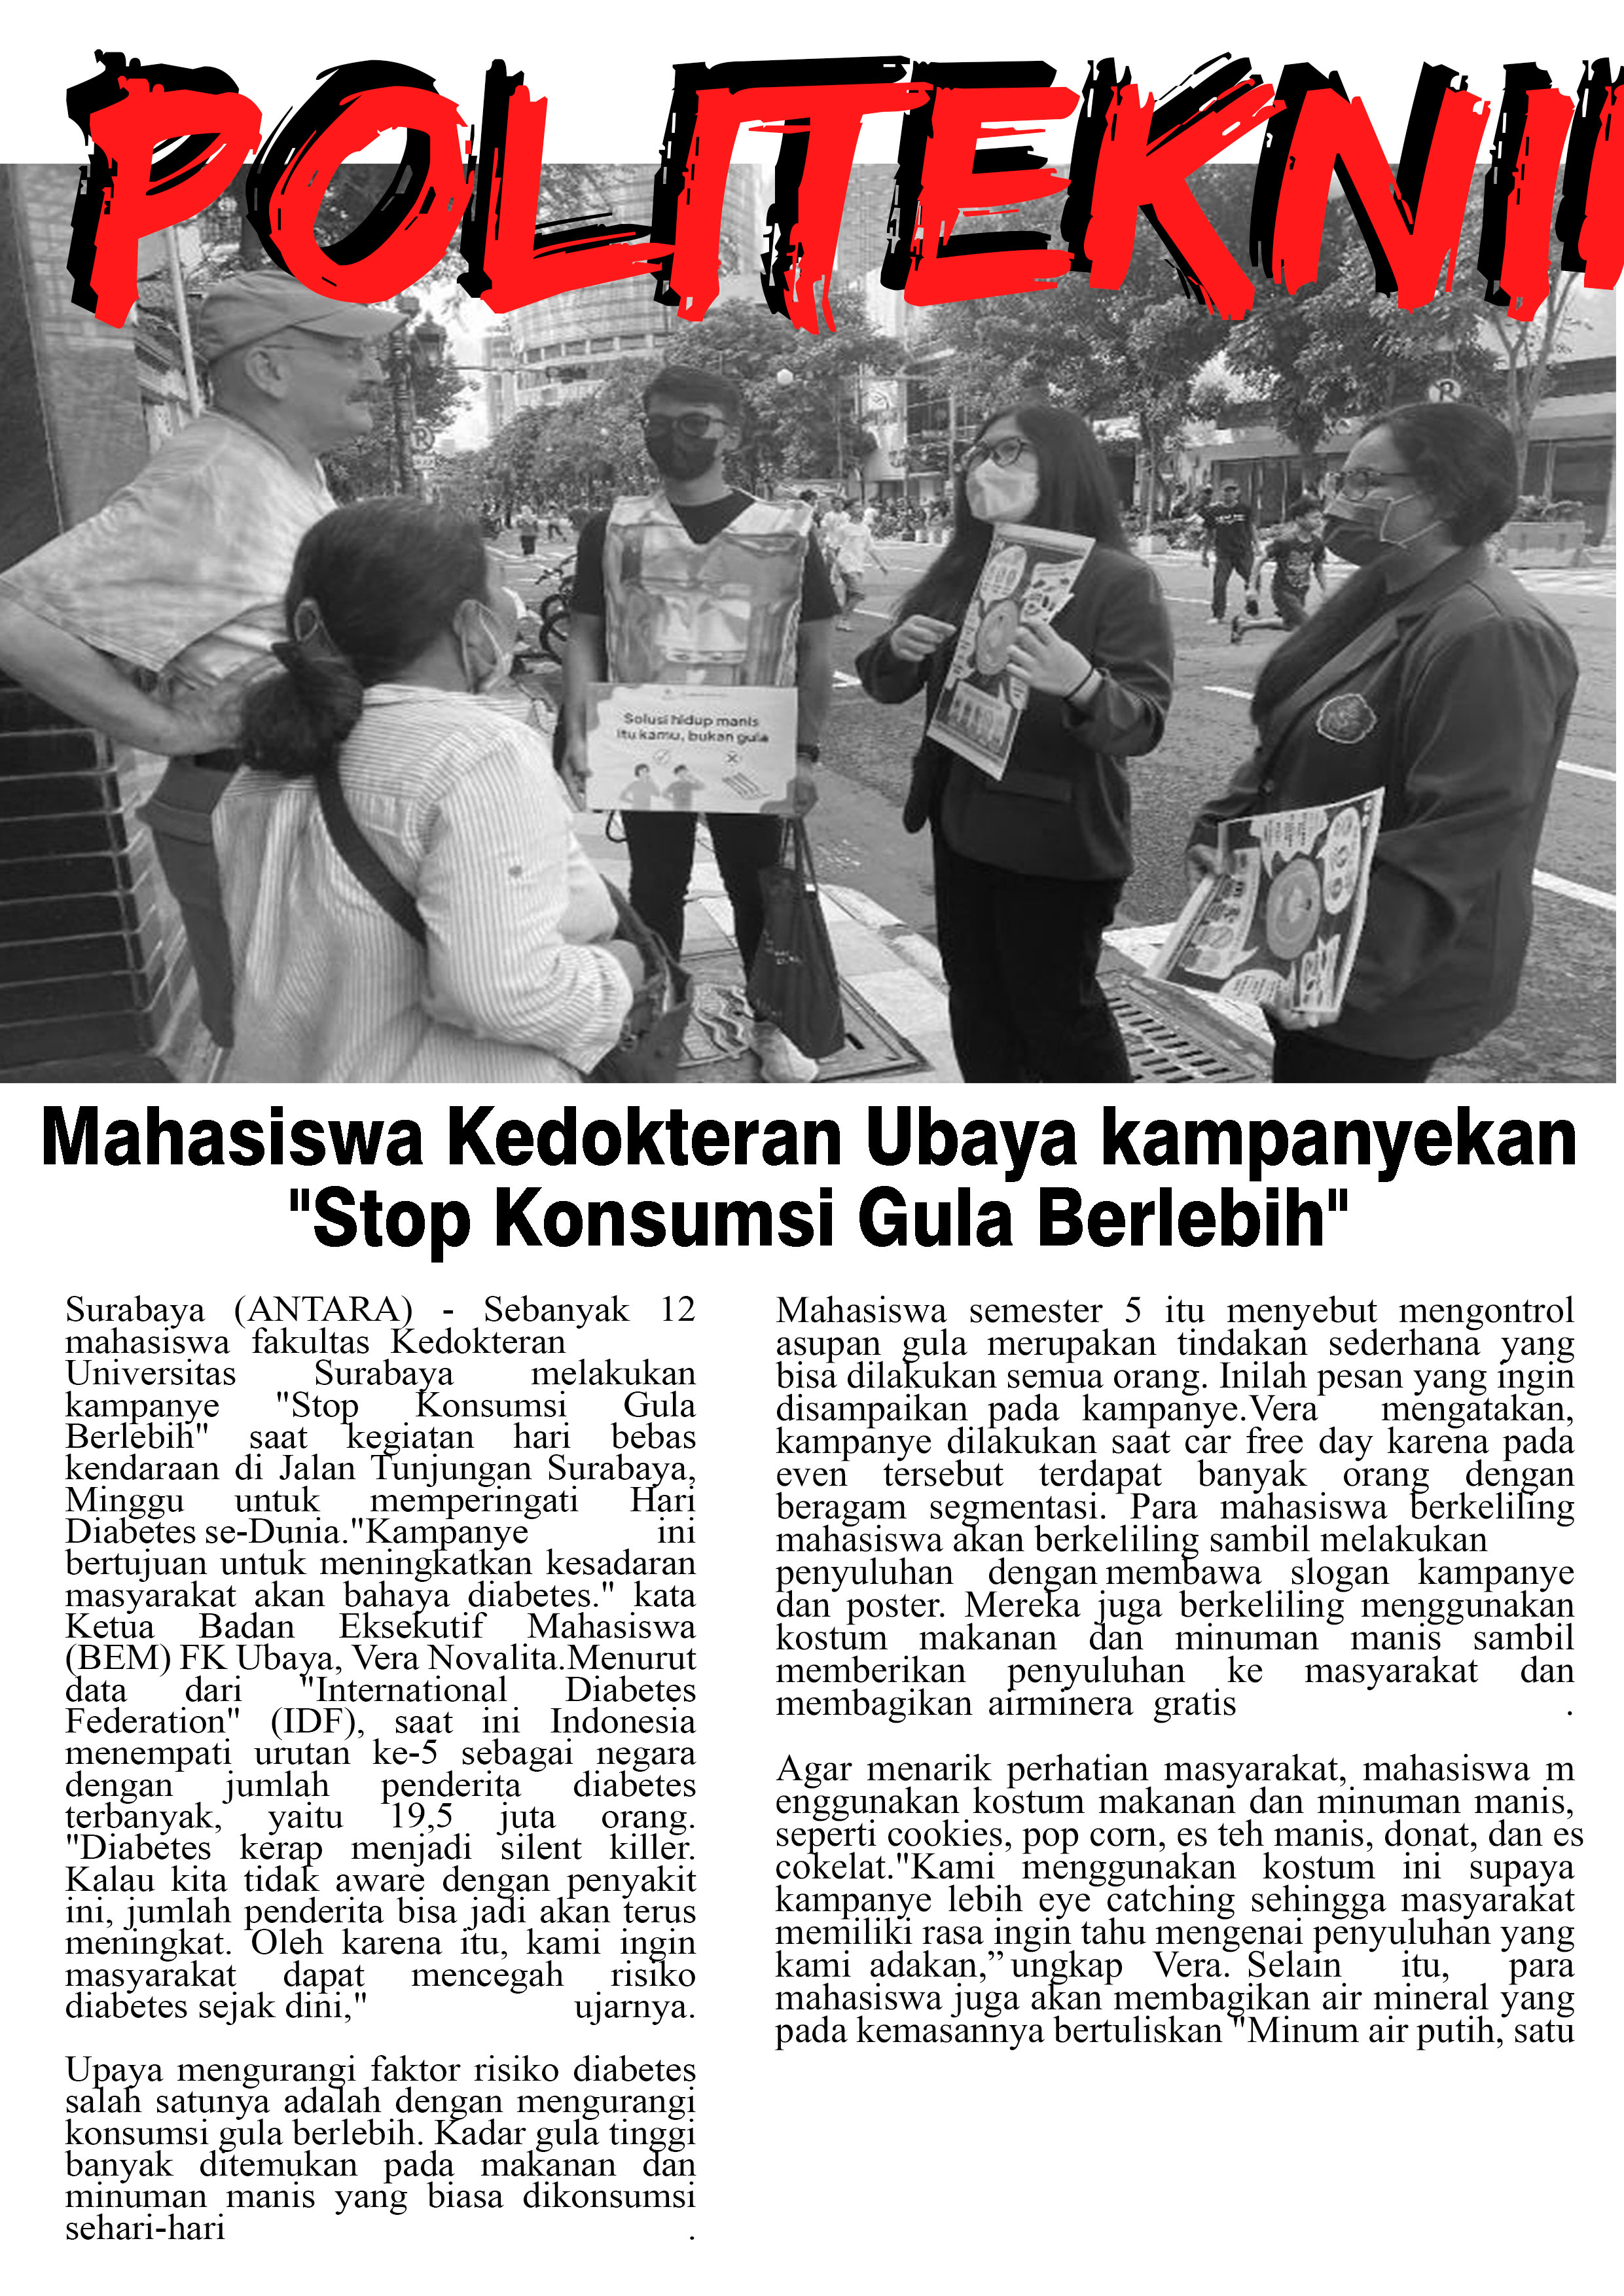 POLITEKNI
Solusi hidup manis
itu kamu, bukan gula
Mahasiswa Kedokteran Ubaya kampanyekan
"Stop Konsumsi Gula Berlebih"
Surabaya (ANTARA) - Sebanyak 12
mahasiswa fakultas Kedokteran
Universitas Surabaya melakukan
kampanye "Stop Konsumsi Gula
Berlebih" saat kegiatan hari bebas
kendaraan di Jalan Tunjungan Surabaya,
Minggu untuk memperingati Hari
Diabetes se-Dunia."Kampanye ini
bertujuan untuk meningkatkan kesadaran
masyarakat akan bahaya diabetes." kata
Ketua Badan Eksekutif Mahasiswa
(BEM) FK Ubaya, Vera Novalita.Menurut
data dari "International Diabetes
Federation" (IDF), saat ini Indonesia
menempati urutan ke-5 sebagai negara
dengan jumlah penderita diabetes
terbanyak, yaitu 19,5 juta orang.
"Diabetes kerap menjadi silent killer.
Kalau kita tidak aware dengan penyakit
ini, jumlah penderita bisa jadi akan terus
meningkat. Oleh karena itu, kami ingin
masyarakat dapat mencegah risiko
diabetes sejak dini," ujarnya.
Upaya mengurangi faktor risiko diabetes
salah satunya adalah dengan mengurangi
konsumsi gula berlebih. Kadar gula tinggi
banyak ditemukan pada makanan dan
minuman manis yang biasa dikonsumsi
sehari-hari .
Mahasiswa semester 5 itu menyebut mengontrol
asupan gula merupakan tindakan sederhana yang
bisa dilakukan semua orang. Inilah pesan yang ingin
disampaikan pada kampanye.Vera mengatakan,
kampanye dilakukan saat car free day karena pada
even tersebut terdapat banyak orang dengan
beragam segmentasi. Para mahasiswa berkeliling
mahasiswa akan berkeliling sambil melakukan
penyuluhan dengan membawa slogan kampanye
dan poster. Mereka juga berkeliling menggunakan
kostum makanan dan minuman manis sambil
memberikan penyuluhan ke masyarakat dan
membagikan airminera gratis .
Agar menarik perhatian masyarakat, mahasiswa m
enggunakan kostum makanan dan minuman manis,
seperti cookies, pop corn, es teh manis, donat, dan es
cokelat."Kami menggunakan kostum ini supaya
kampanye lebih eye catching sehingga masyarakat
memiliki rasa ingin tahu mengenai penyuluhan yang
kami adakan,” ungkap Vera. Selain itu, para
mahasiswa juga akan membagikan air mineral yang
pada kemasannya bertuliskan "Minum air putih, satu